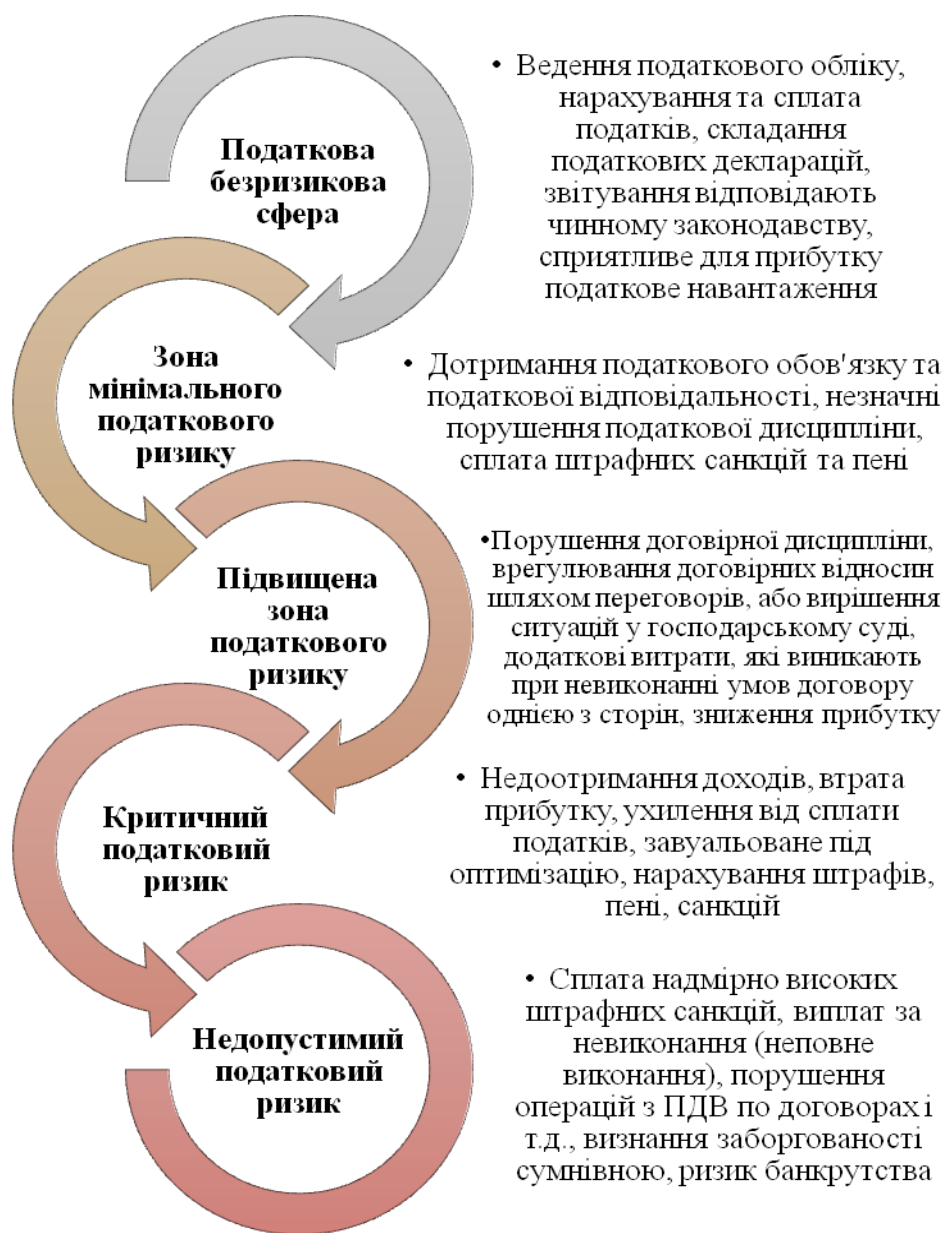 Податкова
безризикова
сфера
• Ведення податкового обліку,
нарахування та сплата
податків, складання
податкових декларацій,
звітування відповідають
чинному законодавству,
сприятливе для прибутку
податкове навантаження
Зона
мінімального
податкового
ризику
• Дотримання податкового обов'язку та
податкової відповідальності, незначні
порушення податкової дисципліни,
сплата штрафних санкцій та пені
Підвищена
зона
податкового
ризику
•Порушення договірної дисципліни,
врегулювання договірних відносин
шляхом переговорів, або вирішення
ситуацій у господарському суді,
додаткові витрати, які виникають
при невиконанні умов договору
однією з сторін, зниження прибутку
Критичний
податковий
ризик
• Недоотримання доходів, втрата
прибутку, ухилення від сплати
податків, завуальоване під
оптимізацію, нарахування штрафів,
пені, санкцій
Недопустимий
податковий
ризик
• Сплата надмірно високих
штрафних санкцій, виплат за
невиконання (неповне
виконання), порушення
операцій з ПДВ по договорах і
т.д., визнання заборгованості
сумнівною, ризик банкрутства